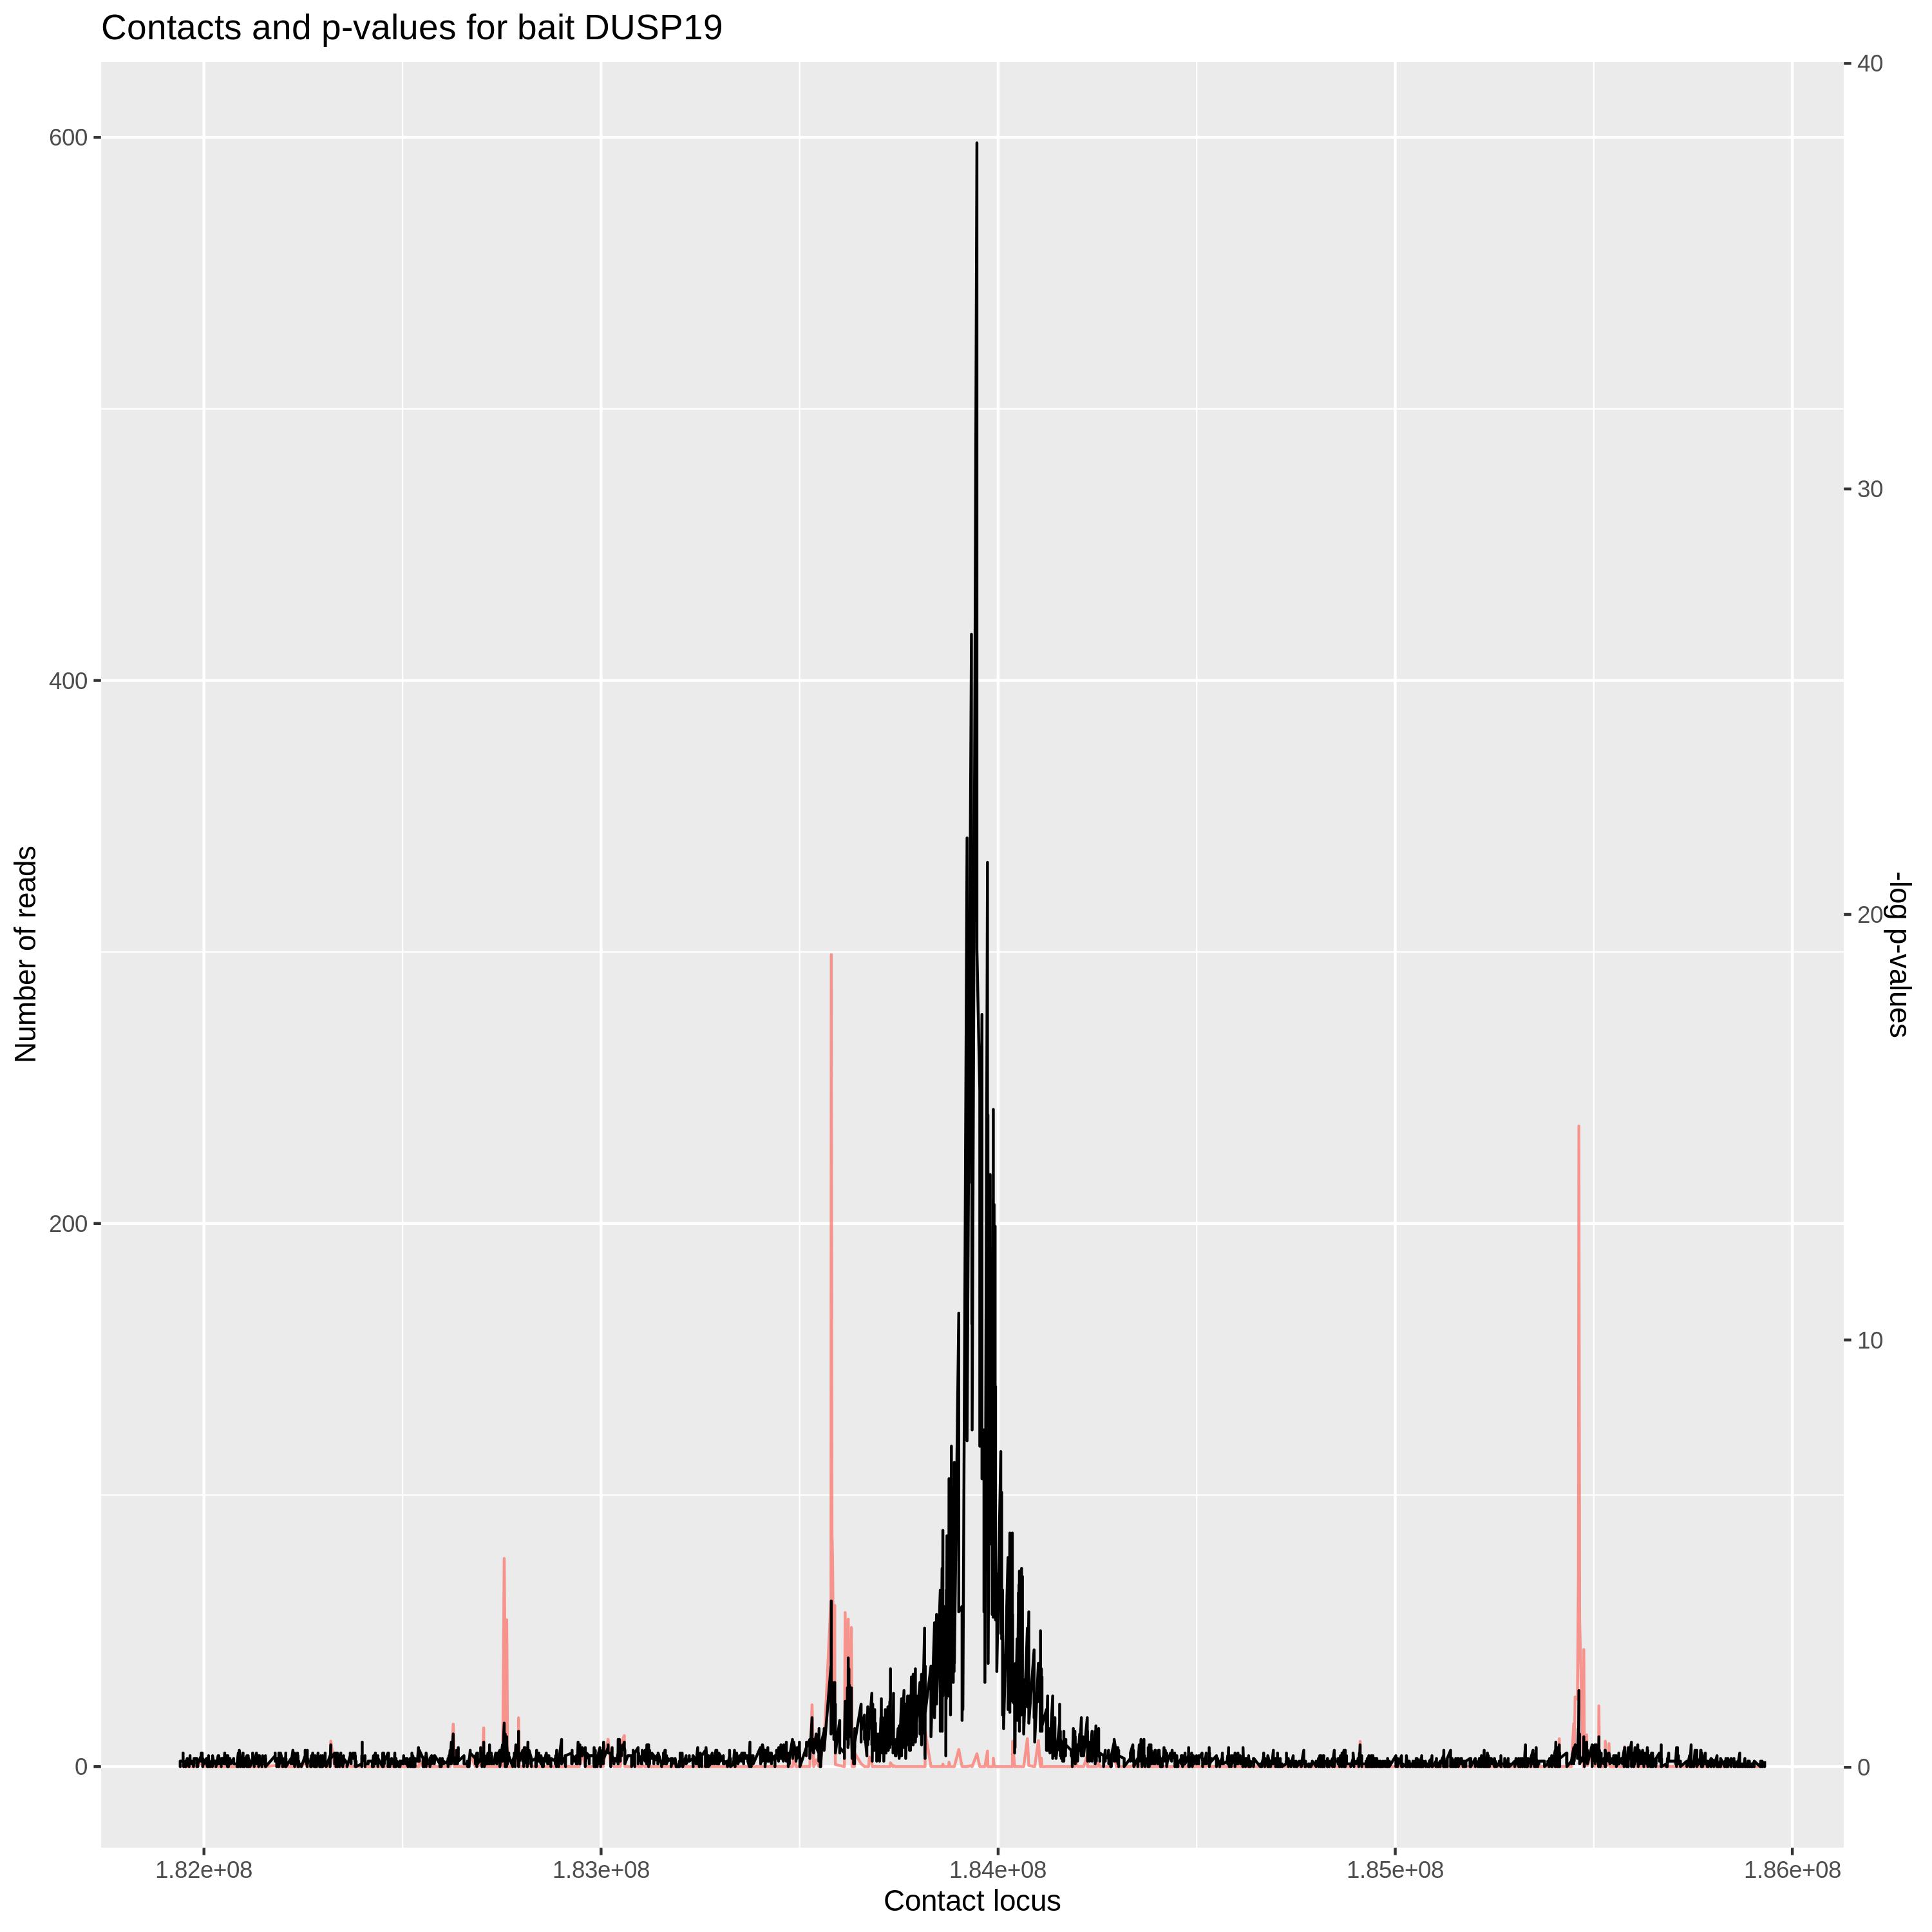 Contacts and p-values for bait DUSP19
Number of reads
600
400
200
0
40
30
20
10
0
-log p-values
1.82e+08 1.83e+08 1.84e+08 1.85e+08 1.86e+08
Contact locus